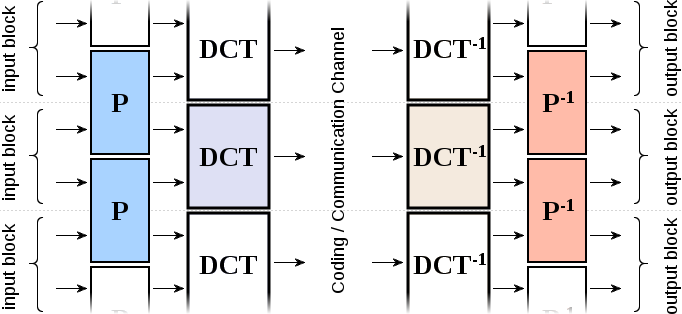 input block
input block
input block
P
P
DCT
DCT
DCT
Coding / Communication Channel
DCT-1
DCT-1
DCT-1
P-1
P-1
output block
output block
output block